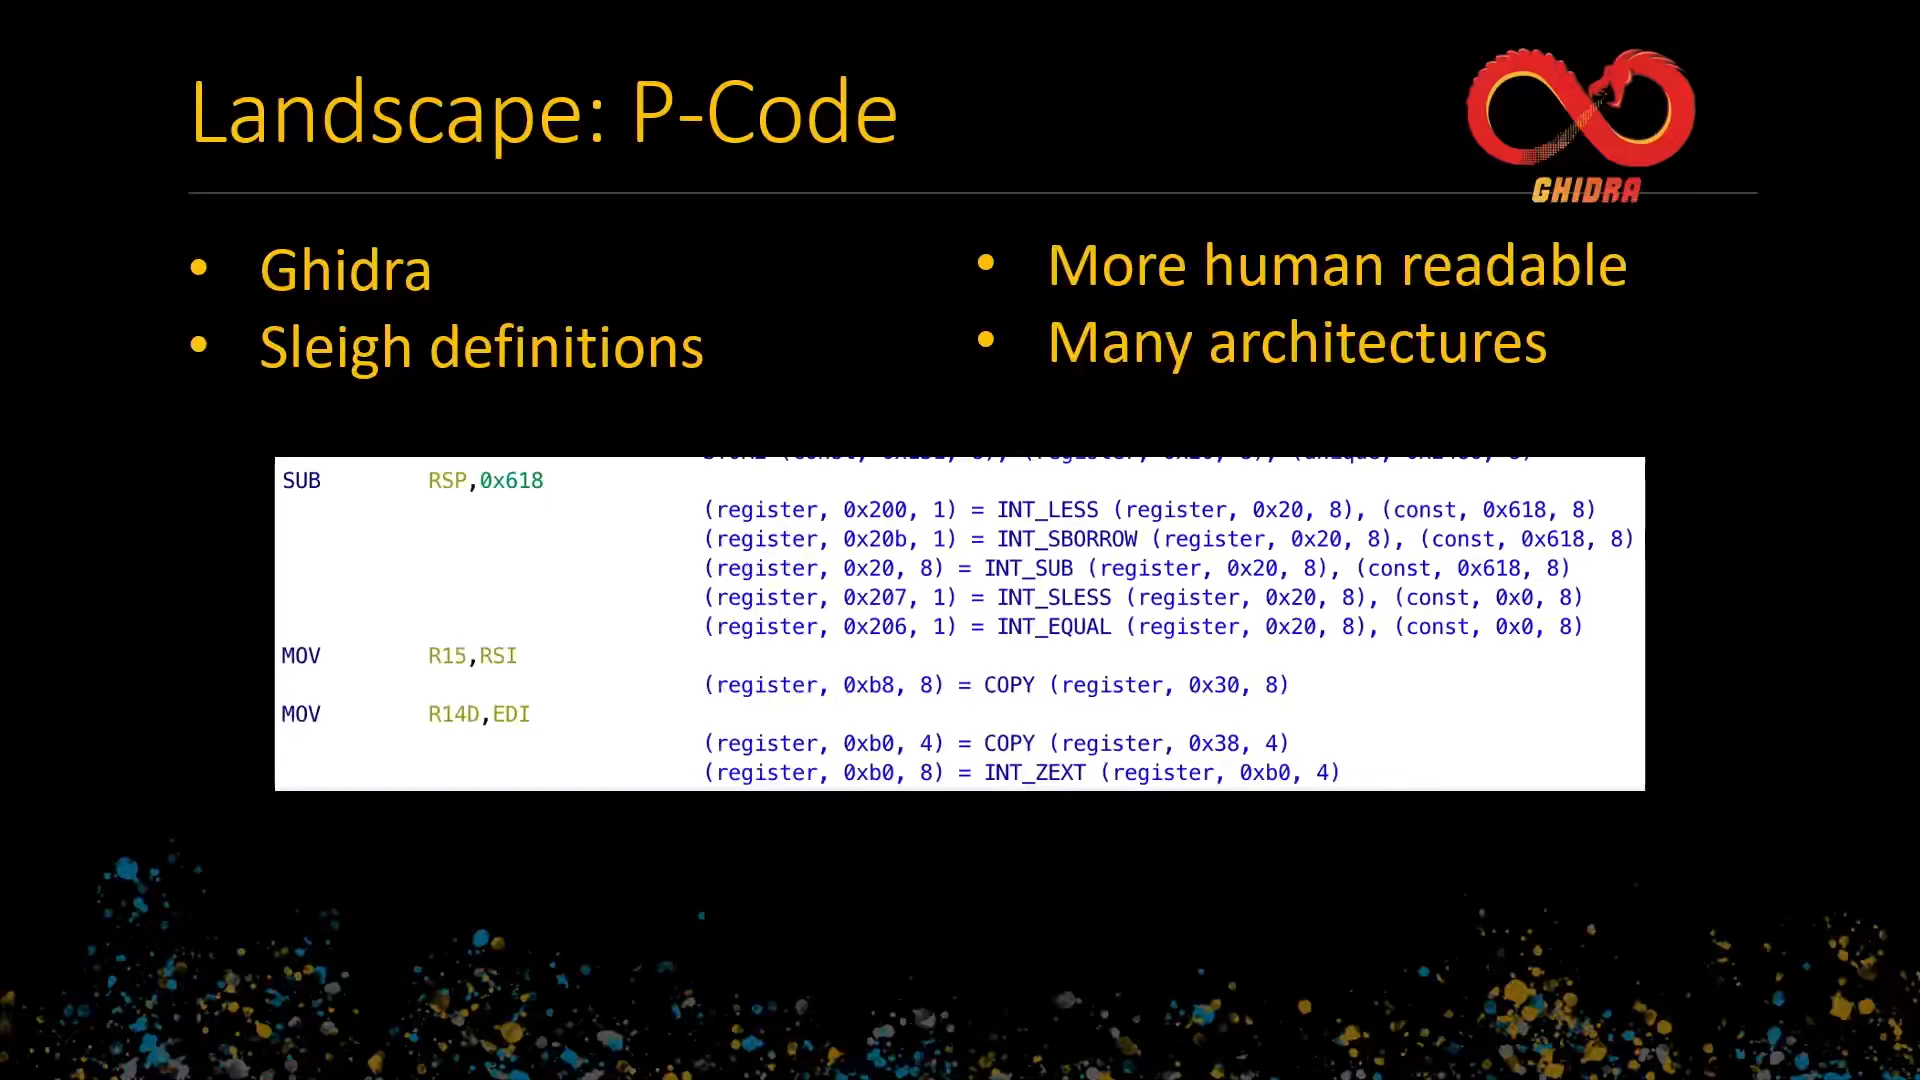 Landscape: P-Code
GHIDRA
• Ghidra
• Sleigh definitions
• More human readable
• Many architectures
SUB RSP,0x618
(register, 0x200, 1) = INT_LESS (register, 0x20, 8), (const, 0x618, 8)
(register, 0x20b, 1) = INT_SBORROW (register, 0x20, 8), (const, 0x618, 8)
(register, 0x20, 8) = INT_SUB (register, 0x20, 8), (const, 0x618, 8)
(register, 0x207, 1) = INT_SLESS (register, 0x20, 8), (const, 0x0, 8)
(register, 0x206, 1) = INT_EQUAL (register, 0x20, 8), (const, 0x0, 8)
MOV R15,RSI
(register, 0xb8, 8) = COPY (register, 0x30, 8)
MOV R14D,EDI
(register, 0xb0, 4) = COPY (register, 0x38, 4)
(register, 0xb0, 8) = INT_ZEXT (register, 0xb0, 4)